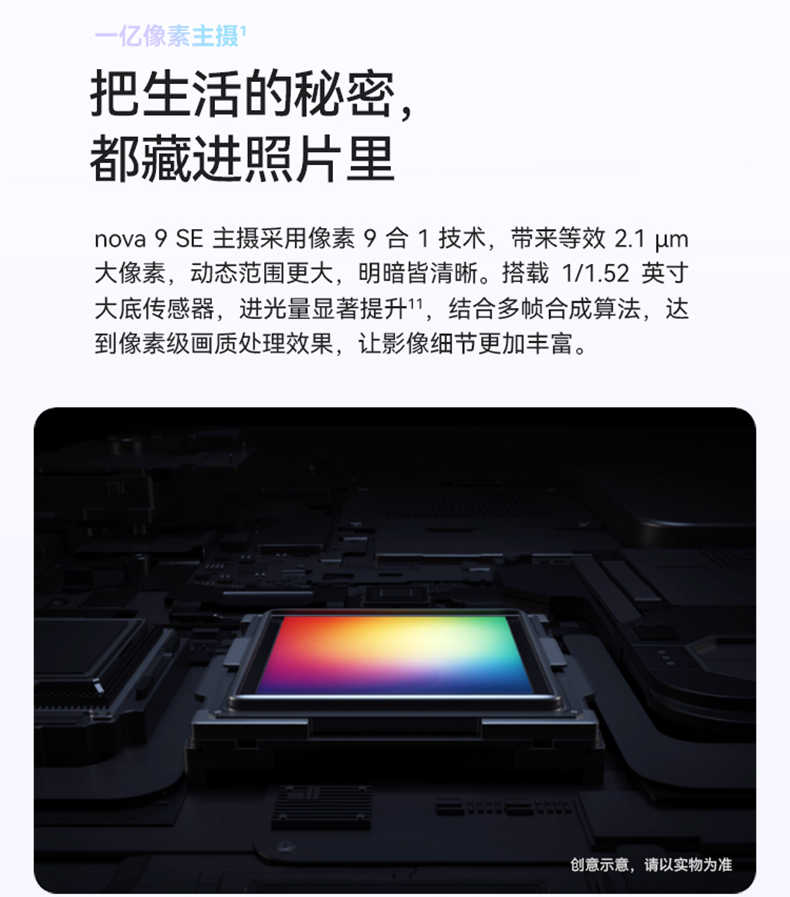 一亿像素主摄¹
把生活的秘密，
都藏进照片里
nova 9 SE 主摄采用像素 9 合 1 技术，带来等效 2.1 μm
大像素，动态范围更大，明暗皆清晰。搭载 1/1.52 英寸
大底传感器，进光量显著提升¹¹，结合多帧合成算法，达
到像素级画质处理效果，让影像细节更加丰富。
创意示意，请以实物为准